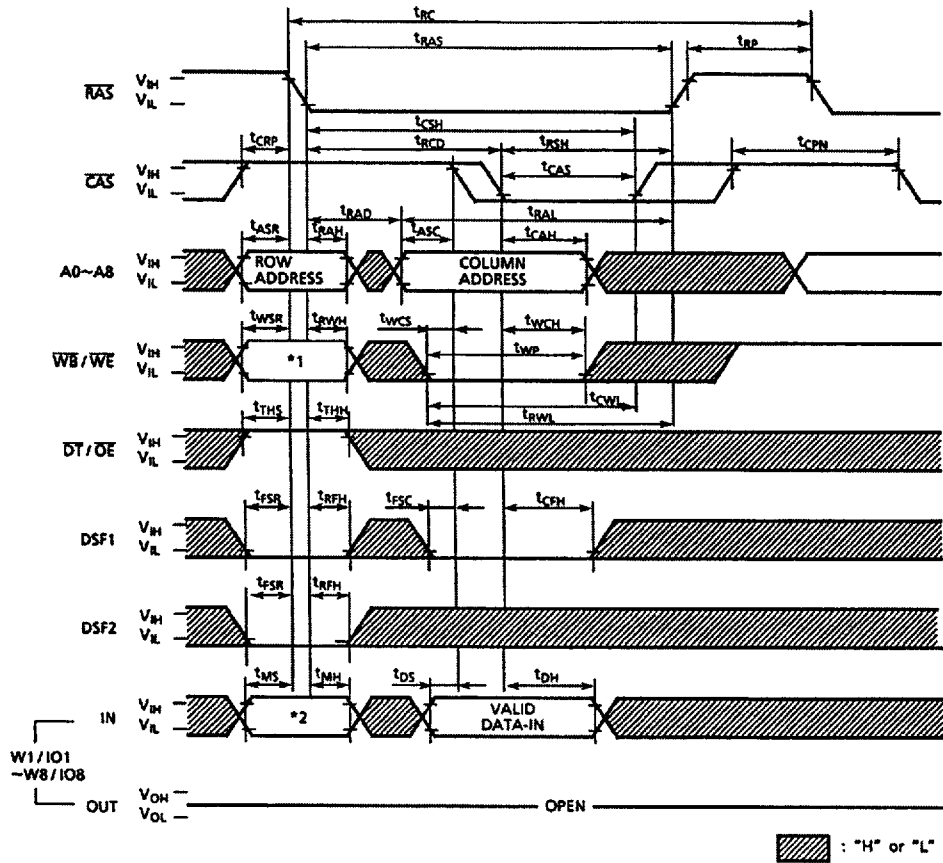 tRC
tRAS
tRP
RAS VIH
VIL
tCSH
tCRP tRCD tRSH tCPN
tCAS
CAS VIH
VIL
tRAD tRAL
tASR tRAH tASC tCAH
A0~A8 VIH
VIL
ROW
ADDRESS
COLUMN
ADDRESS
tWSR tRWH tWCS tWCH
tWP
WB/WE VIH
VIL
*1
tCWL
tRWL
tTHS tTHH
DT/OE VIH
VIL
tFSR tRFH tFSC tCFH
DSF1 VIH
VIL
tFSR tRFH
DSF2 VIH
VIL
tMS tMH tDS tDH
IN VIH
VIL
*2
VALID
DATA-IN
W1/IO1
~W8/IO8
OUT VOH
VOL
OPEN
: "H" or "L"